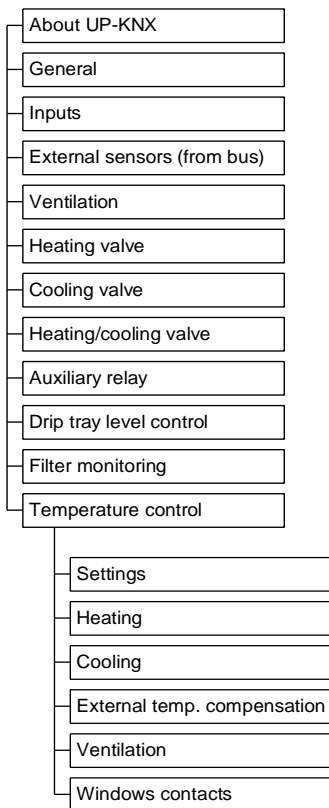 About UP-KNX
General
Inputs
External sensors (from bus)
Ventilation
Heating valve
Cooling valve
Heating/cooling valve
Auxiliary relay
Drip tray level control
Filter monitoring
Temperature control
Settings
Heating
Cooling
External temp. compensation
Ventilation
Windows contacts